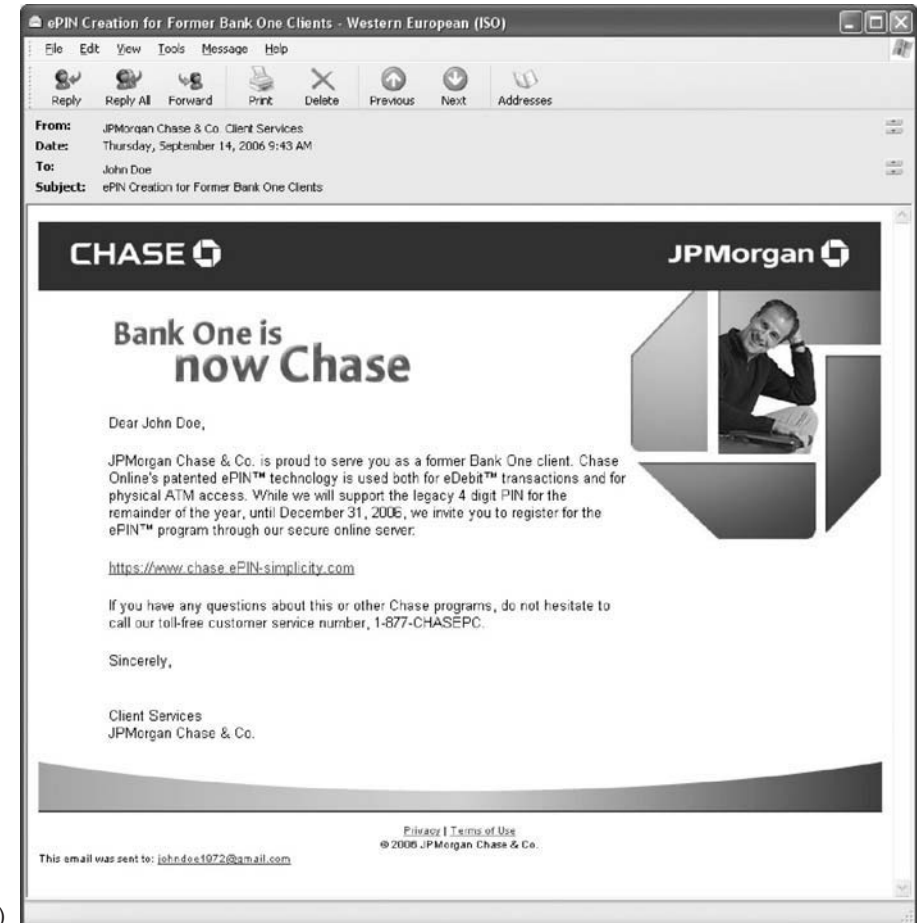 ePIN Creation for Former Bank One Clients - Western European (ISO)
File Edit View Tools Message Help
Reply Reply All Forward Print Delete Previous Next Addresses
From: JPMorgan Chase & Co. Client Services
Date: Thursday, September 14, 2006 9:43 AM
To: John Doe
Subject: ePIN Creation for Former Bank One Clients
CHASE JPMorgan
Bank One is
now Chase
Dear John Doe,
JPMorgan Chase & Co. is proud to serve you as a former Bank One client. Chase
Online's patented ePIN™ technology is used both for eDebit™ transactions and for
physical ATM access. While we will support the legacy 4 digit PIN for the
remainder of the year, until December 31, 2006, we invite you to register for the
ePIN™ program through our secure online server:
https://www.chase.ePIN-simplicity.com
If you have any questions about this or other Chase programs, do not hesitate to
call our toll-free customer service number, 1-877-CHASEPC.
Sincerely,
Client Services
JPMorgan Chase & Co.
Privacy | Terms of Use
© 2006 JPMorgan Chase & Co.
This email was sent to: johndoe1972@gmail.com
)